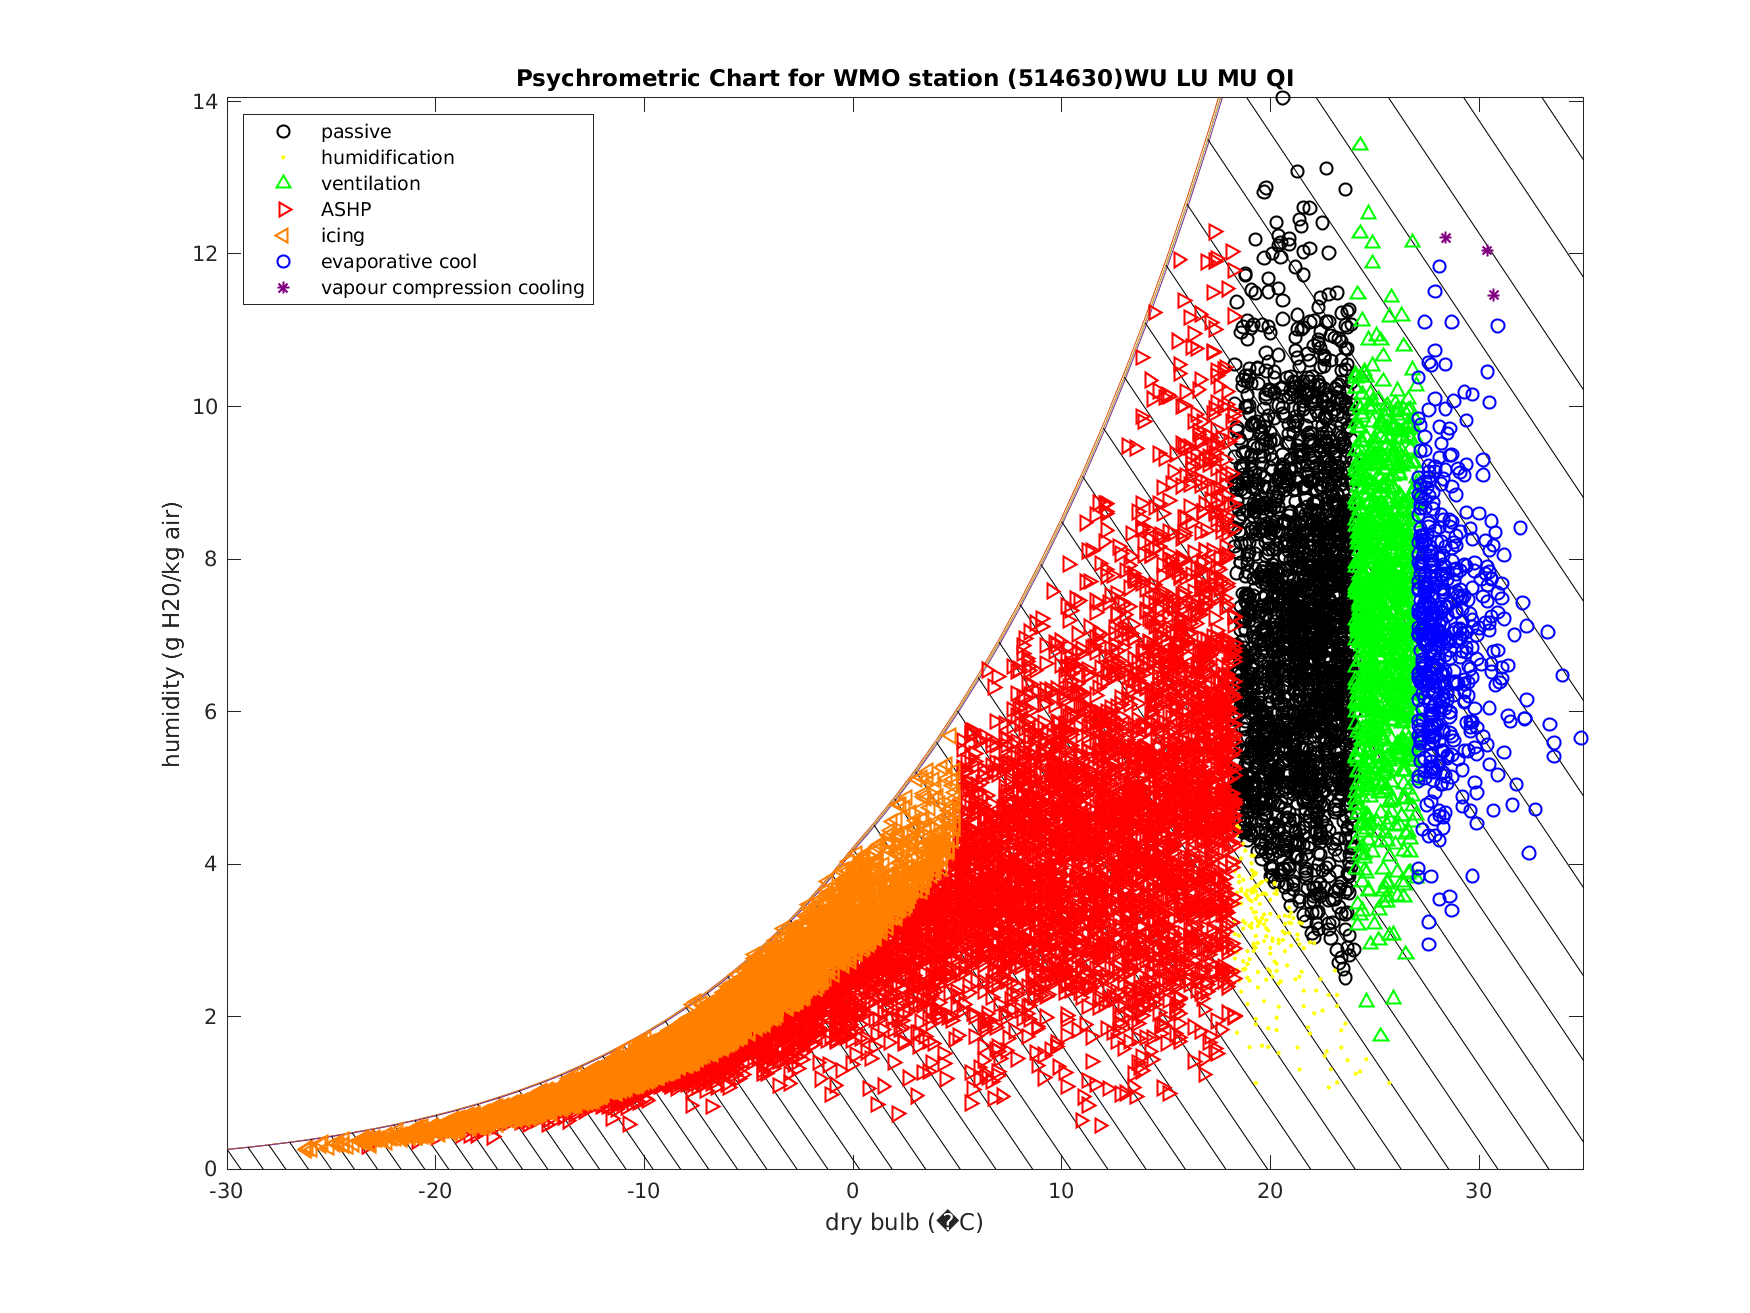 Psychrometric Chart for WMO station (514630)WU LU MU QI
14
12
10
8
6
4
2
0
humidity (g H20/kg air)
passive
humidification
ventilation
ASHP
icing
evaporative cool
vapour compression cooling
-30
-20
-10
0
10
20
30
dry bulb (�C)